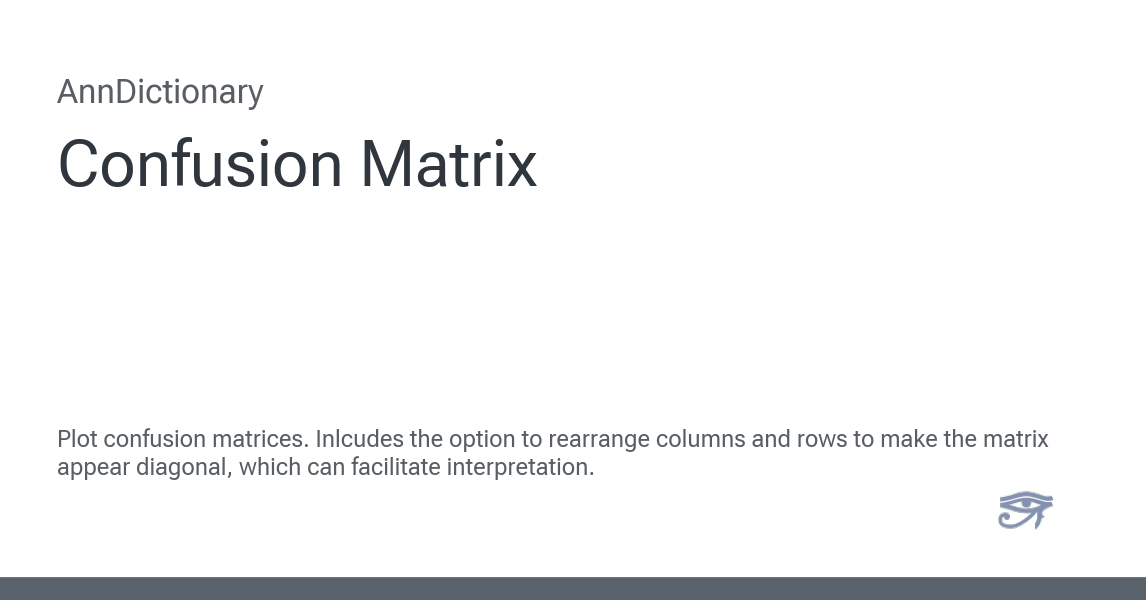 AnnDictionary
Confusion Matrix
Plot confusion matrices. Inlcudes the option to rearrange columns and rows to make the matrix
appear diagonal, which can facilitate interpretation.